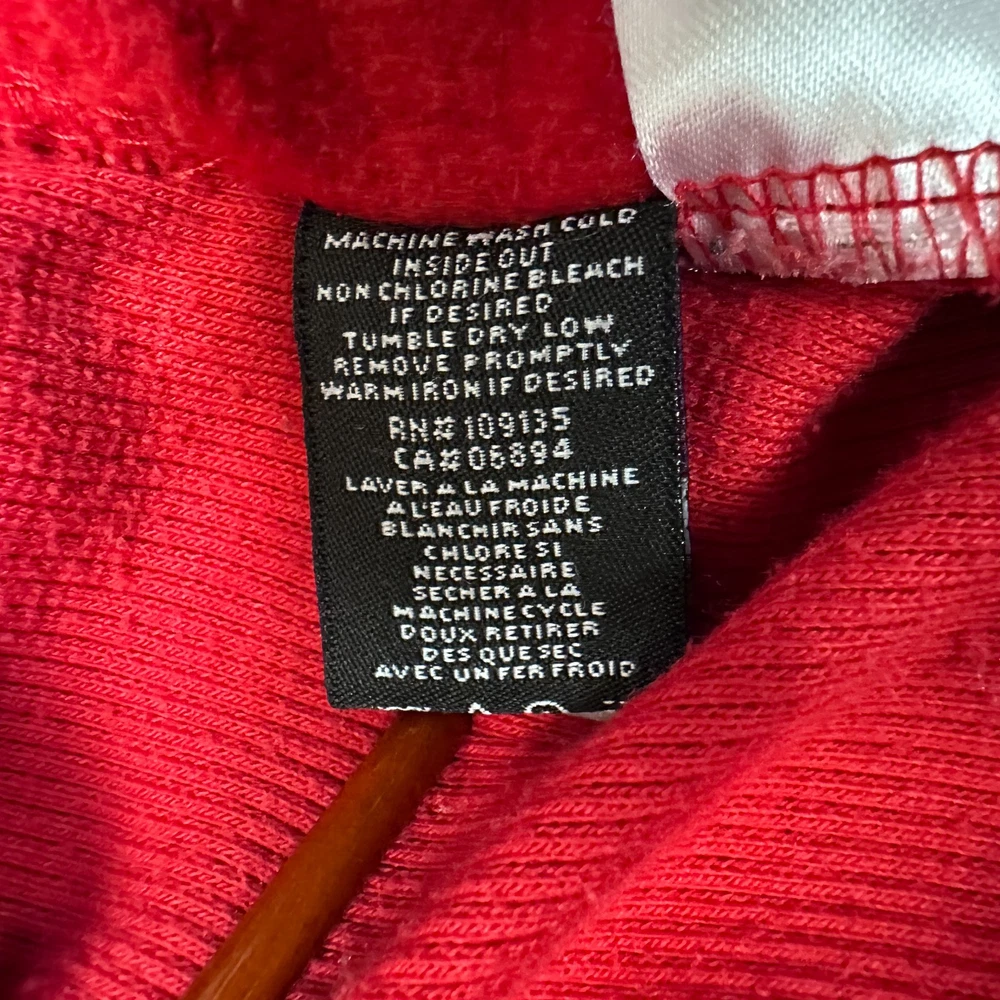 MACHINE WASH COLD
INSIDE OUT
NON CHLORINE BLEACH
IF DESIRED
TUMBLE DRY LOW
REMOVE PROMPTLY
WARM IRON IF DESIRED
RN# 109135
CA# 06894
LAVER A LA MACHINE
A L'EAU FROIDE
BLANCHIR SANS
CHLORE SI
NECESSAIRE
SECHER A LA
MACHINE CYCLE
DOUX RETIRER
DES QUE SEC
AVEC UN FER FROID